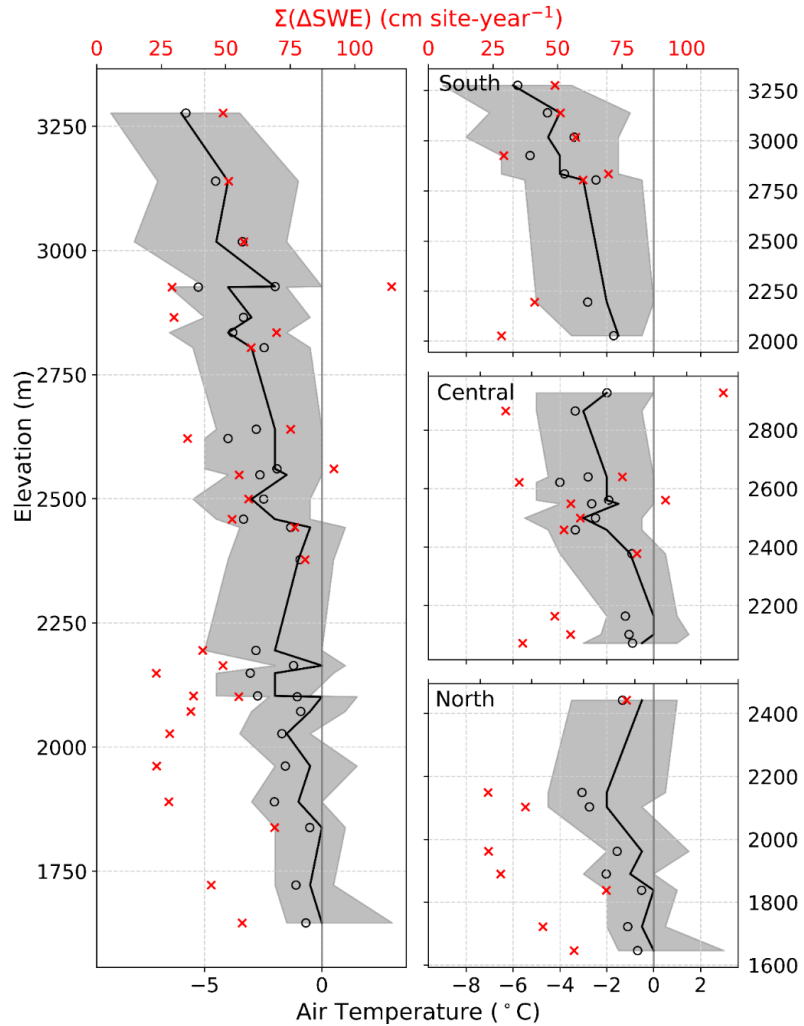 Σ(ΔSWE) (cm site-year⁻¹)
0 25 50 75 100
0 25 50 75 100
South
3250
3000
2750
2500
2250
2000
3250
3000
2750
2500
2250
2000
1750
Elevation (m)
Central
2800
2600
2400
2200
North
2400
2200
2000
1800
1600
−5 0
−8 −6 −4 −2 0 2
Air Temperature (°C)